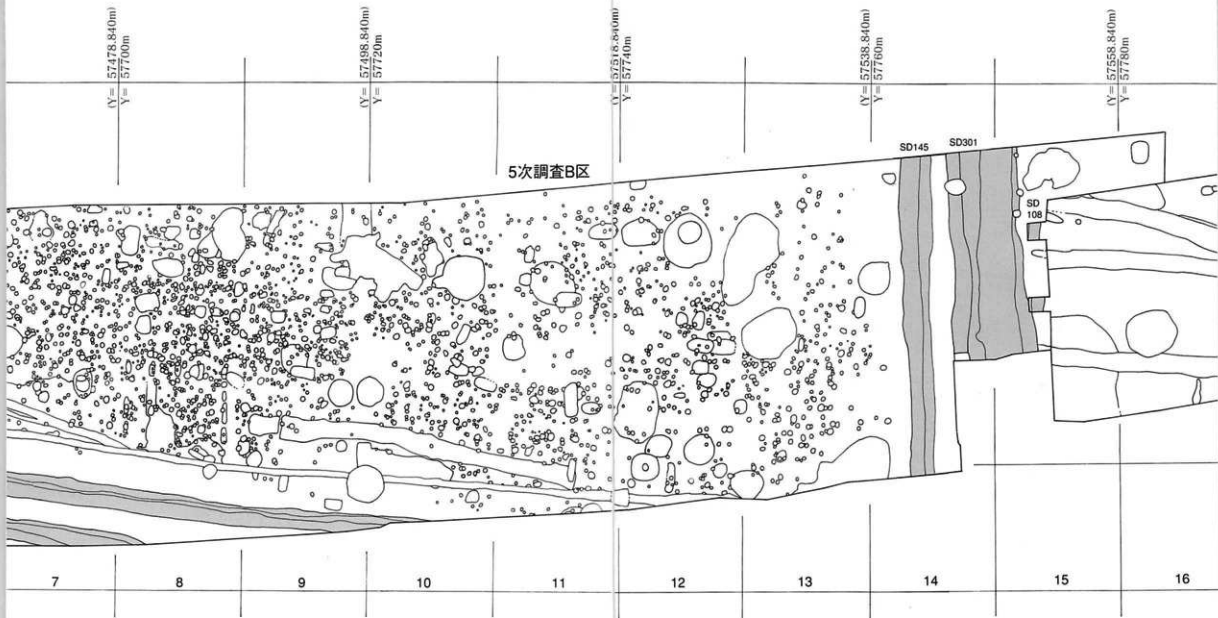 (Y= 57478.840m)
Y= 57700m
(Y= 57498.840m)
Y= 57720m
(Y= 57518.840m)
Y= 57740m
(Y= 57538.840m)
Y= 57760m
(Y= 57558.840m)
Y= 57780m
5次調査B区
SD145
SD301
SD
108
7
8
9
10
11
12
13
14
15
16